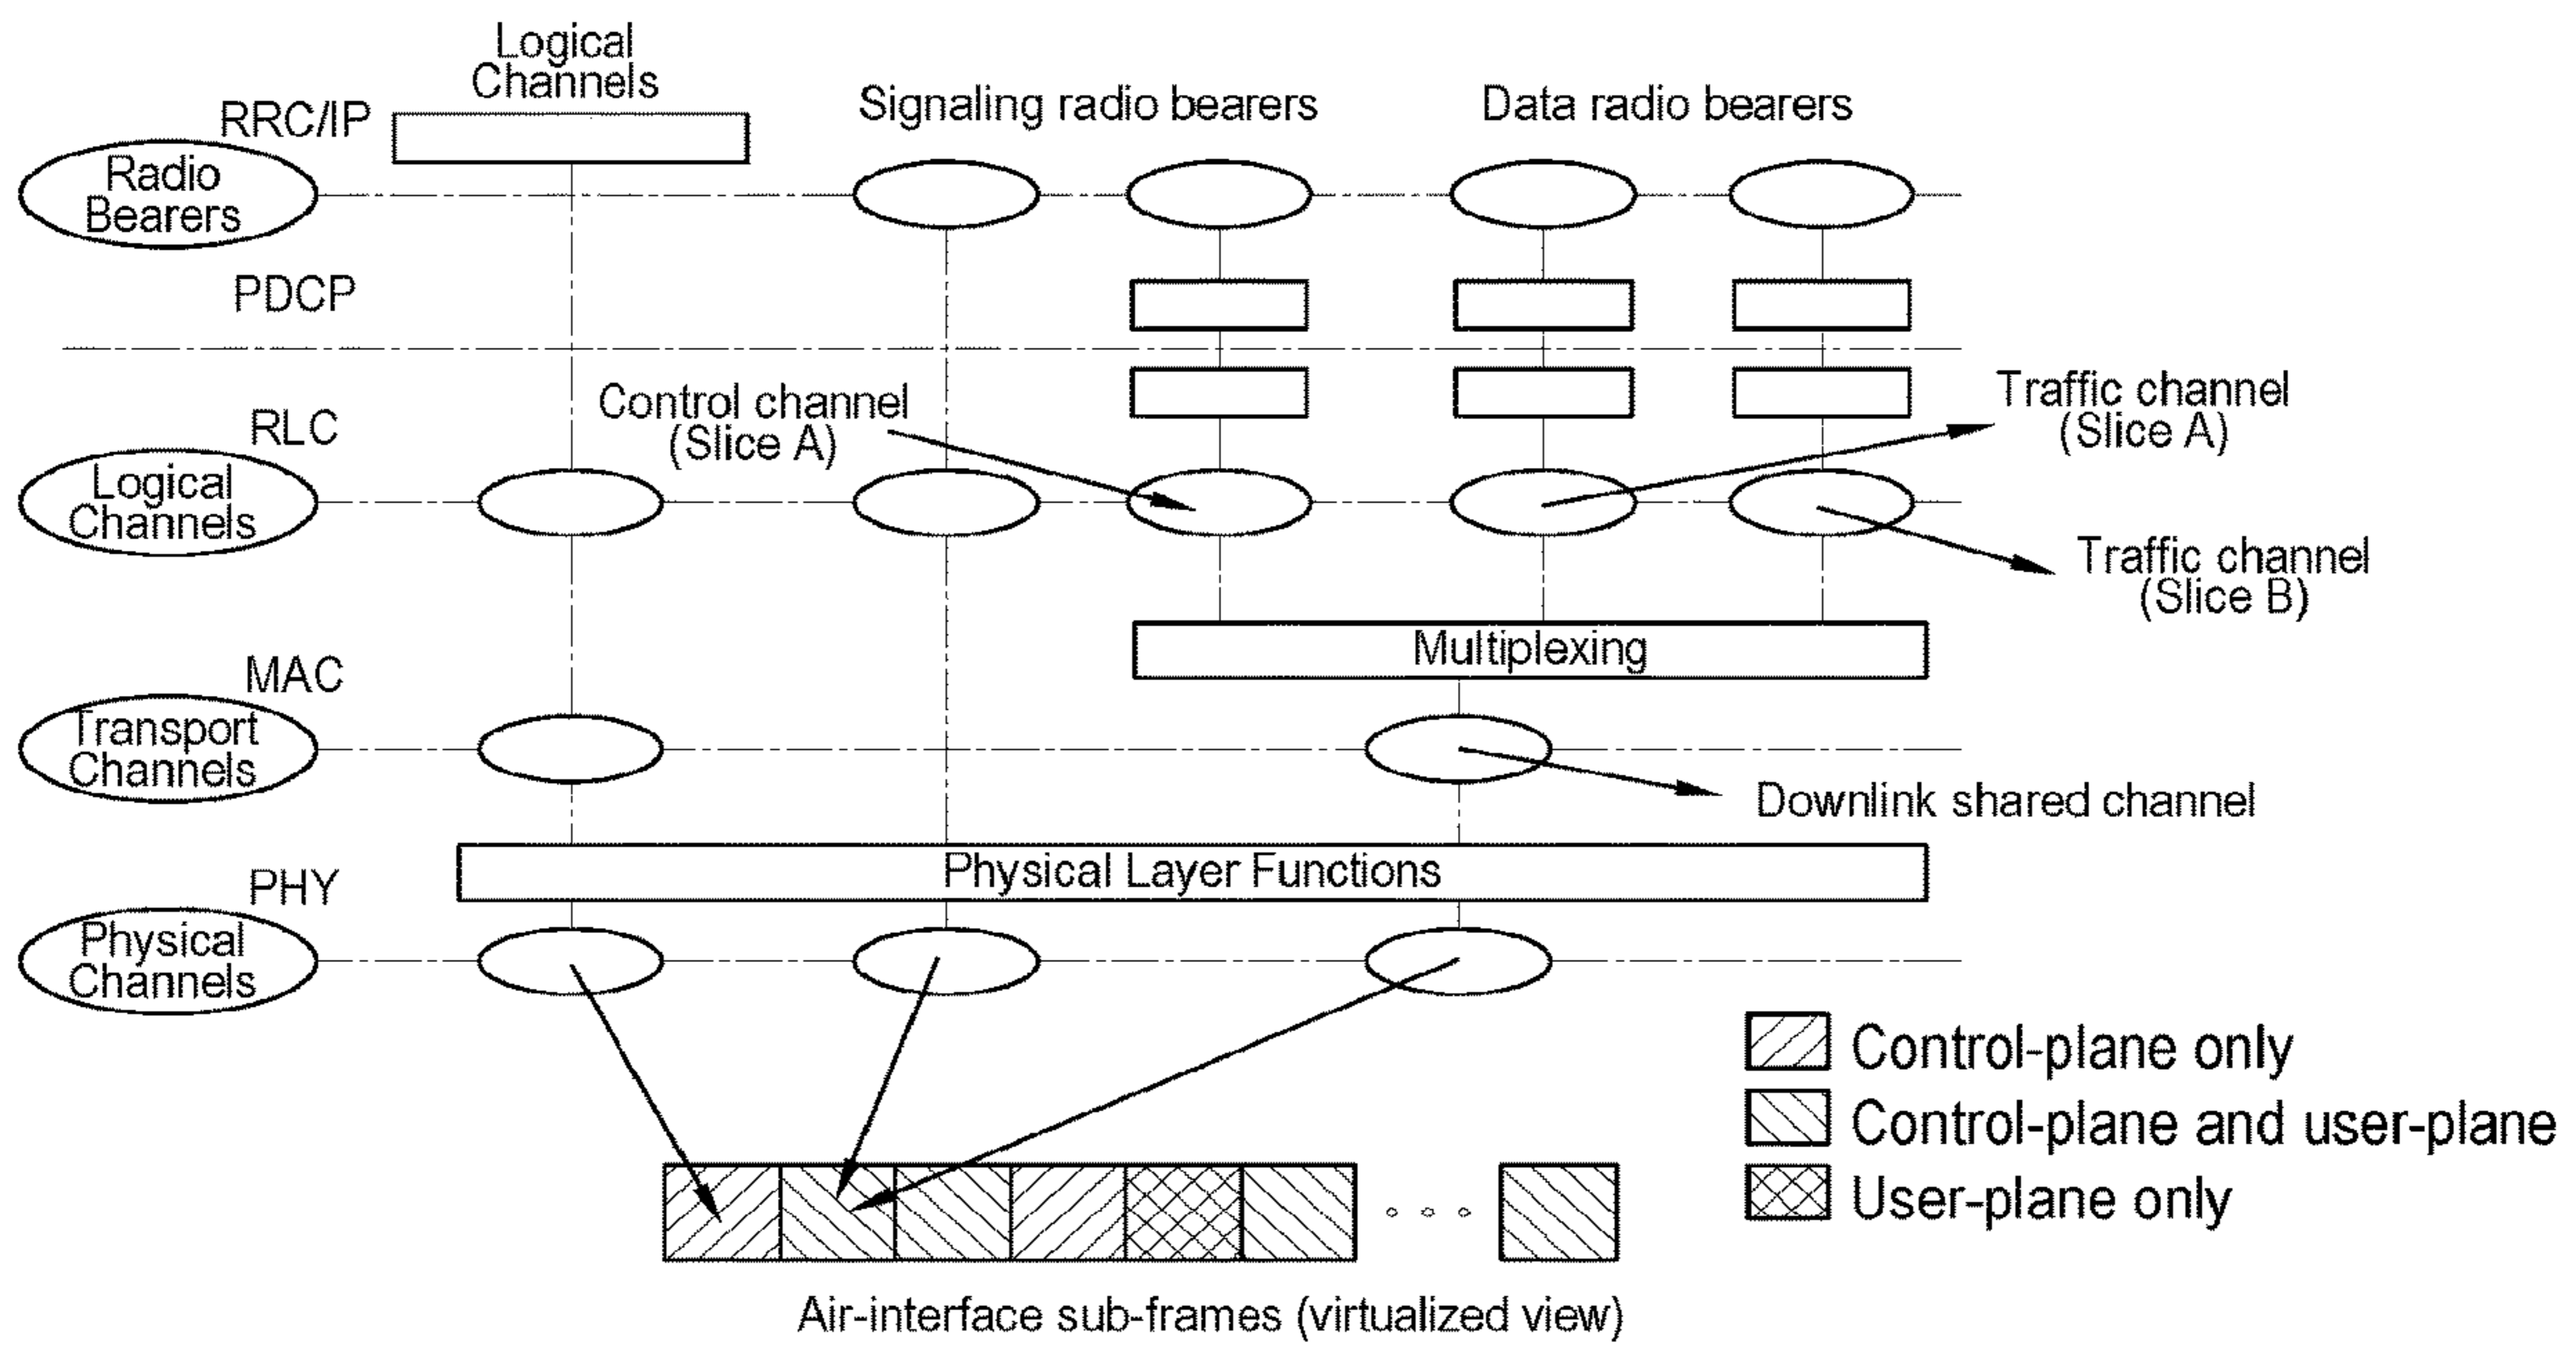 Logical
Channels
RRC/IP
Signaling radio bearers
Data radio bearers
Radio
Bearers
PDCP
Control channel
(Slice A)
Traffic channel
(Slice A)
RLC
Logical
Channels
Traffic channel
(Slice B)
Multiplexing
MAC
Transport
Channels
Downlink shared channel
Physical Layer Functions
PHY
Physical
Channels
Control-plane only
Control-plane and user-plane
User-plane only
Air-interface sub-frames (virtualized view)